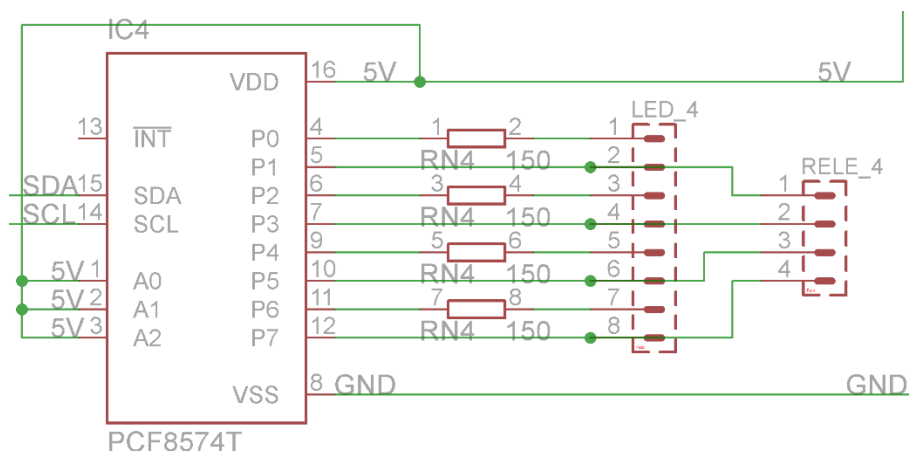 IC4
VDD 16 5V 5V
LED_4
13 INT P0 4 1 2 1
P1 5 RN4 150 2 RELE_4
SDA 15 SDA P2 6 3 4 3 1
SCL 14 SCL P3 7 RN4 150 4 2
P4 9 5 6 5 3
5V 1 A0 P5 10 RN4 150 6 4
5V 2 A1 P6 11 7 8 7
5V 3 A2 P7 12 RN4 150 8
VSS 8 GND GND
PCF8574T